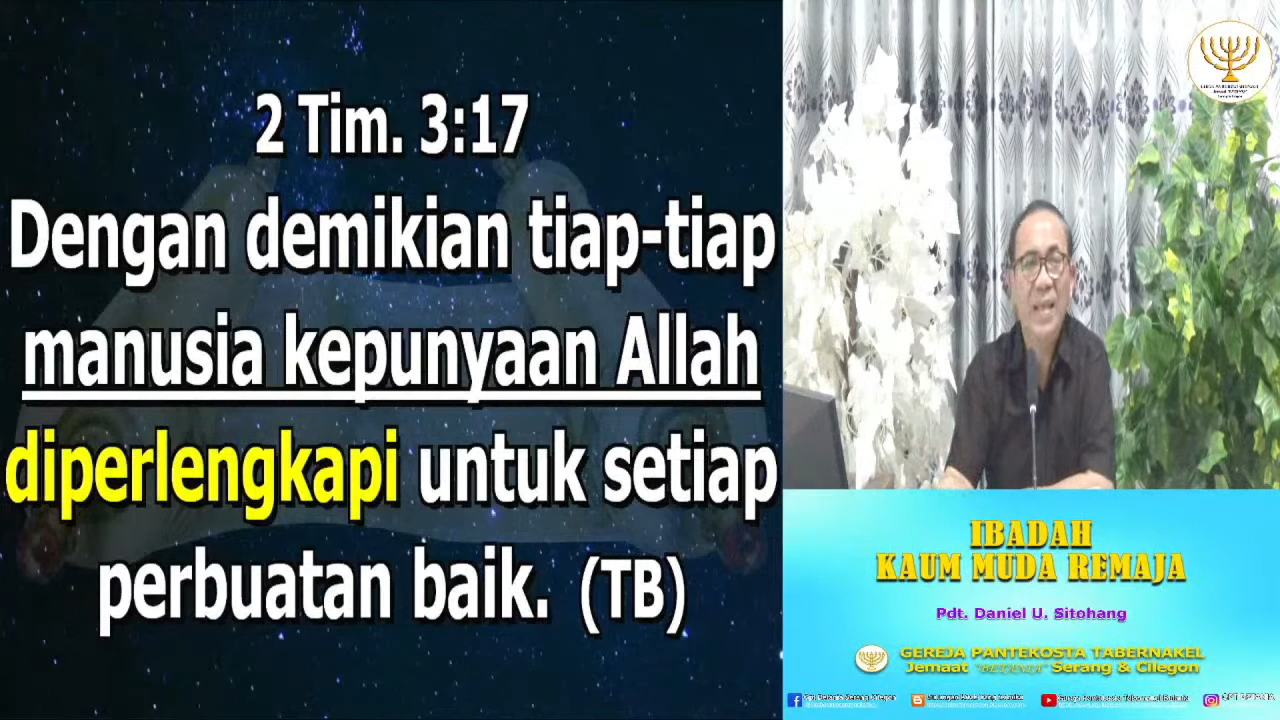 2 Tim. 3:17
Dengan demikian tiap-tiap
manusia kepunyaan Allah
diperlengkapi untuk setiap
perbuatan baik. (TB)
IBADAH
KAUM MUDA REMAJA
Pdt. Daniel U. Sitohang
GEREJA PANTEKOSTA TABERNAKEL
Jemaat "BETANIA" Serang & Cilegon